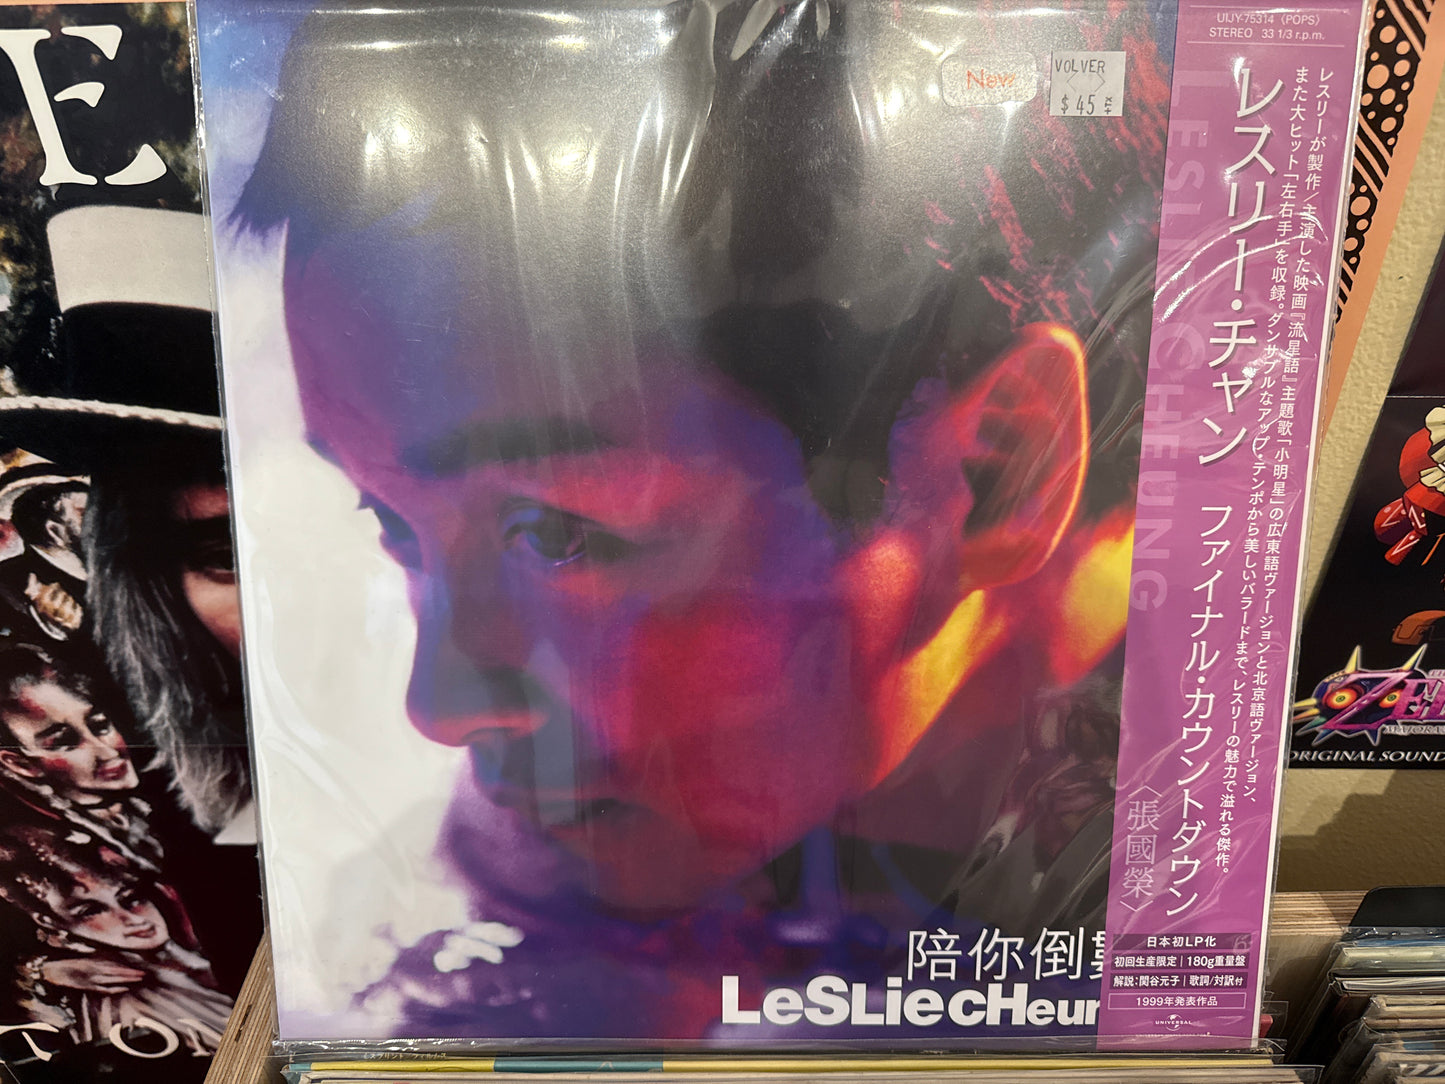 E
New
VOLVER
$ 45
UIJY-75314〈POPS〉
STEREO 33 1/3 r.p.m.
レスリーが製作/主演した映画『流星語』主題歌「小明星」の広東語ヴァージョンと北京語ヴァージョン、
また大ヒット「左右手」を収録。ダンサブルなアップ・テンポから美しいバラードまで、レスリーの魅力で溢れる傑作。
レスリー・チャン ファイナル・カウントダウン
〈張國榮〉
LESLIE CHEUNG
陪你倒
LeSLiecHeun
日本初LP化
初回生産限定|180g重量盤
解説:関谷元子|歌詞/対訳付
1999年発表作品
UNIVERSAL
ORIGINAL SOUND